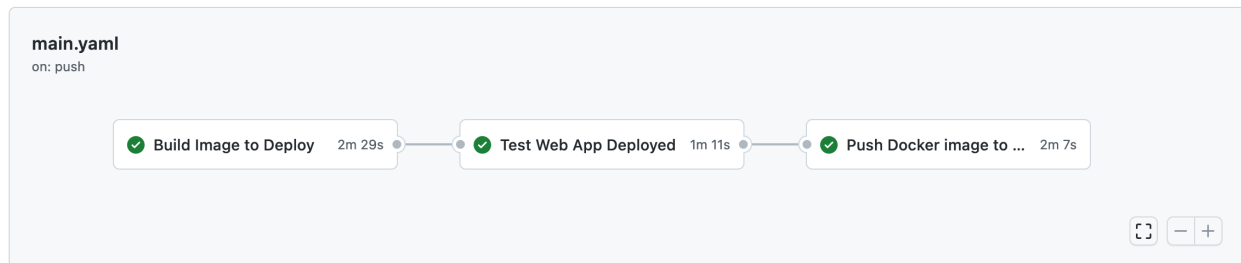 main.yaml
on: push
Build Image to Deploy 2m 29s
Test Web App Deployed 1m 11s
Push Docker image to ... 2m 7s